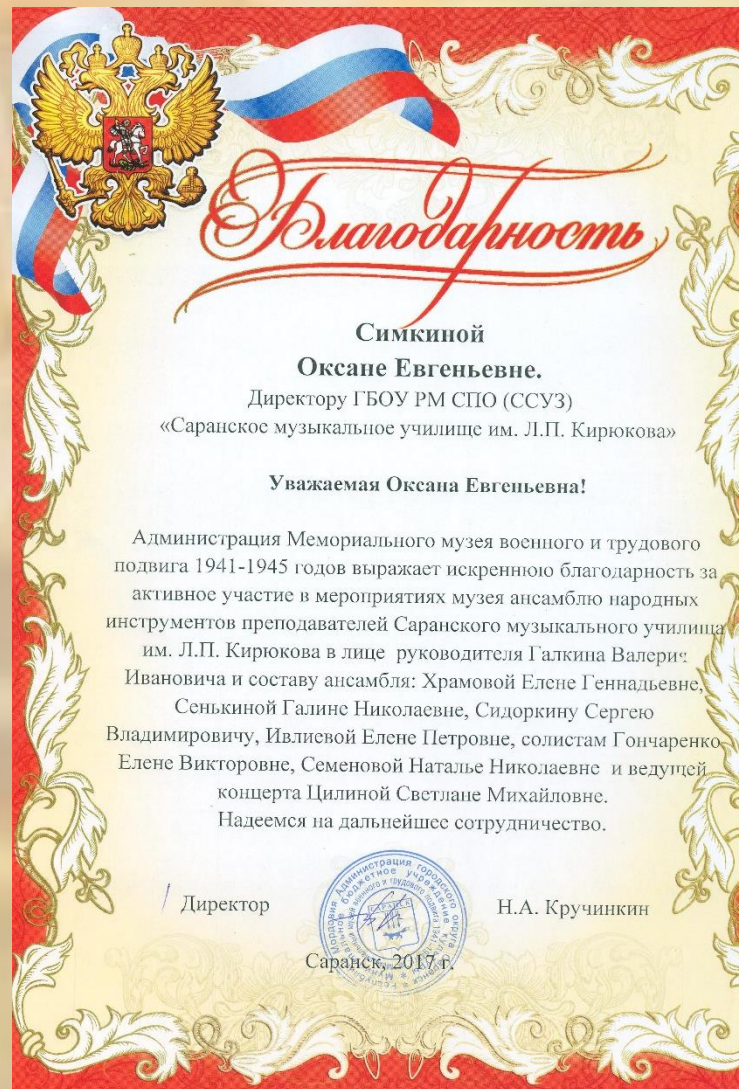 Благодарность
Симкиной
Оксане Евгеньевне.
Директору ГБОУ РМ СПО (ССУЗ)
«Саранское музыкальное училище им. Л.П. Кирюкова»
Уважаемая Оксана Евгеньевна!
Администрация Мемориального музея военного и трудового
подвига 1941-1945 годов выражает искреннюю благодарность за
активное участие в мероприятиях музея ансамблю народных
инструментов преподавателей Саранского музыкального училища
им. Л.П. Кирюкова в лице руководителя Галкина
Ивановича и составу ансамбля: Храмовой Елене Геннадьевне,
Сенькиной Галине Николаевне, Сидоркину Сергею
Владимировичу, Ивлиевой Елене Петровне, солистам Гончаренко
Елене Викторовне, Семеновой Наталье Николаевне и ведущей
концерта Цилиной Светлане Михайловне.
Надеемся на дальнейшее сотрудничество.
Директор Н.А. Кручинкин
Саранск, 2017 г.